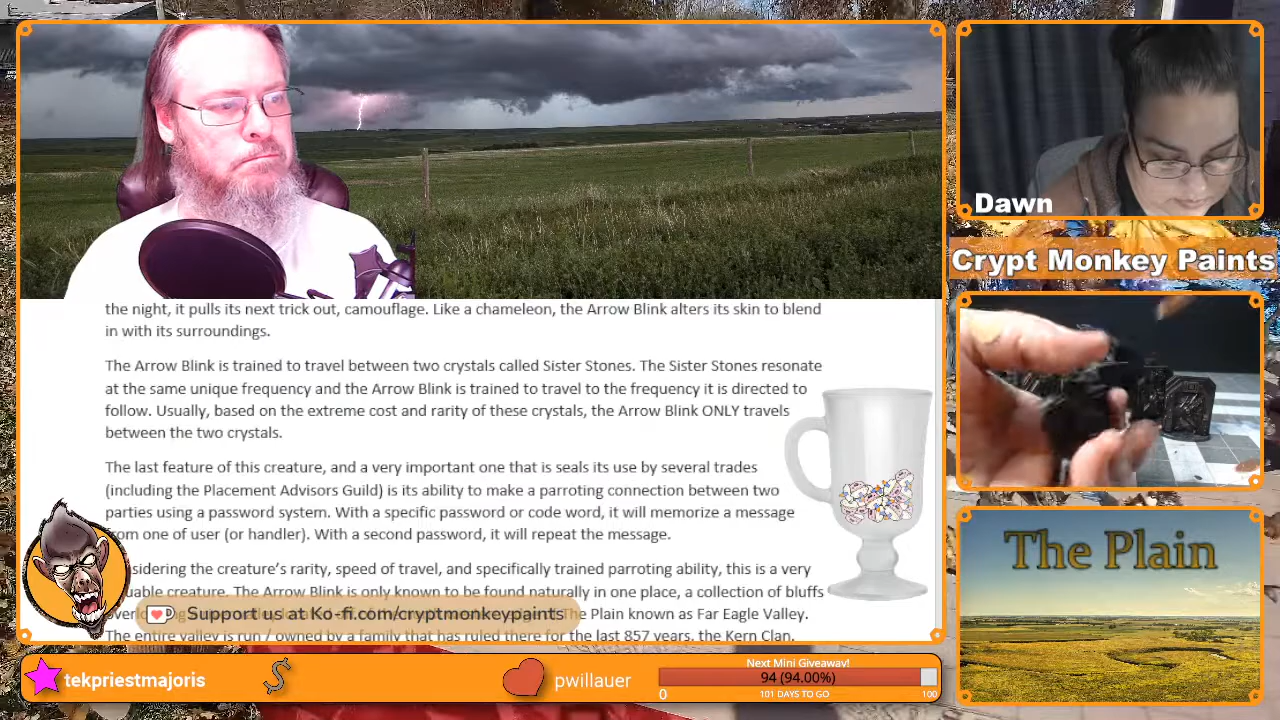 the night, it pulls its next trick out, camouflage. Like a chameleon, the Arrow Blink alters its skin to blend
in with its surroundings.
The Arrow Blink is trained to travel between two crystals called Sister Stones. The Sister Stones resonate
at the same unique frequency and the Arrow Blink is trained to travel to the frequency it is directed to
follow. Usually, based on the extreme cost and rarity of these crystals, the Arrow Blink ONLY travels
between the two crystals.
The last feature of this creature, and a very important one that is seals its use by several trades
(including the Placement Advisors Guild) is its ability to make a parroting connection between two
parties using a password system. With a specific password or code word, it will memorize a message
from one of user (or handler). With a second password, it will repeat the message.
nsidering the creature's rarity, speed of travel, and specifically trained parroting ability, this is a very
uable creature. The Arrow Blink is only known to be found naturally in one place, a collection of bluffs
The Plain known as Far Eagle Valley.
The entire valley is run / owned by a family that has ruled there for the last 857 years, the Kern Clan.
Support us at Ko-fi.com/cryptmonkeypaints
Dawn
Crypt Monkey Paints
The Plain
tekpriestmajoris
$
pwillauer
Next Mini Giveaway!
94 (94.00%)
0
101 DAYS TO GO
100